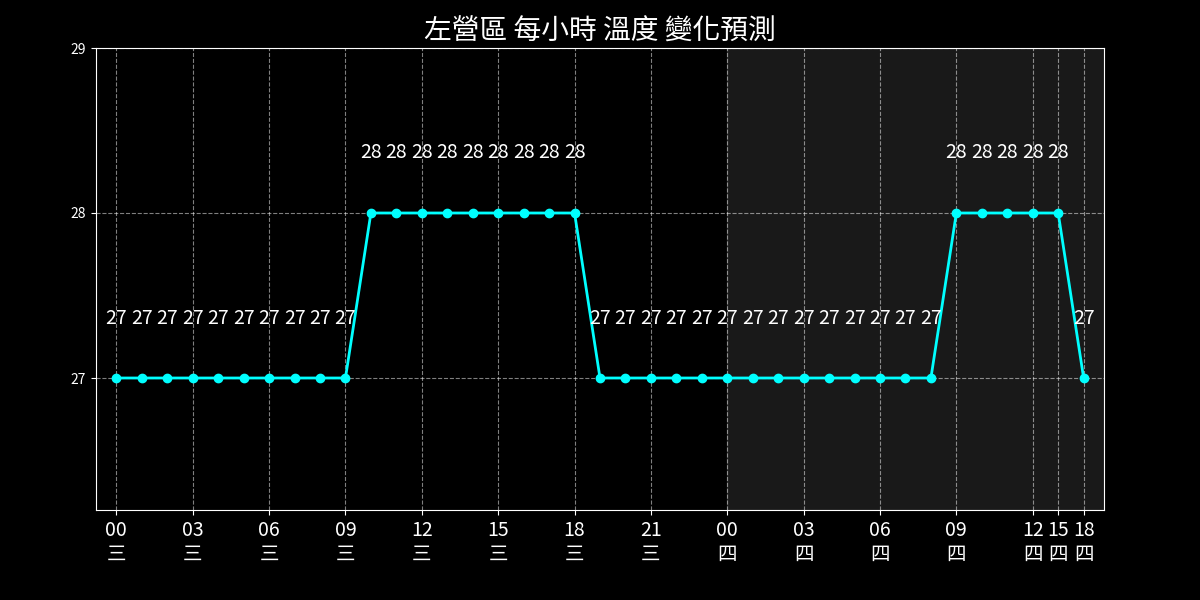 左營區 每小時 溫度 變化預測
29
28 28 28 28 28 28 28 28 28 28 28 28 28 28
28
27 27 27 27 27 27 27 27 27 27 27 27 27 27 27 27 27 27 27 27 27 27 27 27 27
27
00 03 06 09 12 15 18 21 00 03 06 09 12 15 18
三 三 三 三 三 三 三 三 四 四 四 四 四 四 四